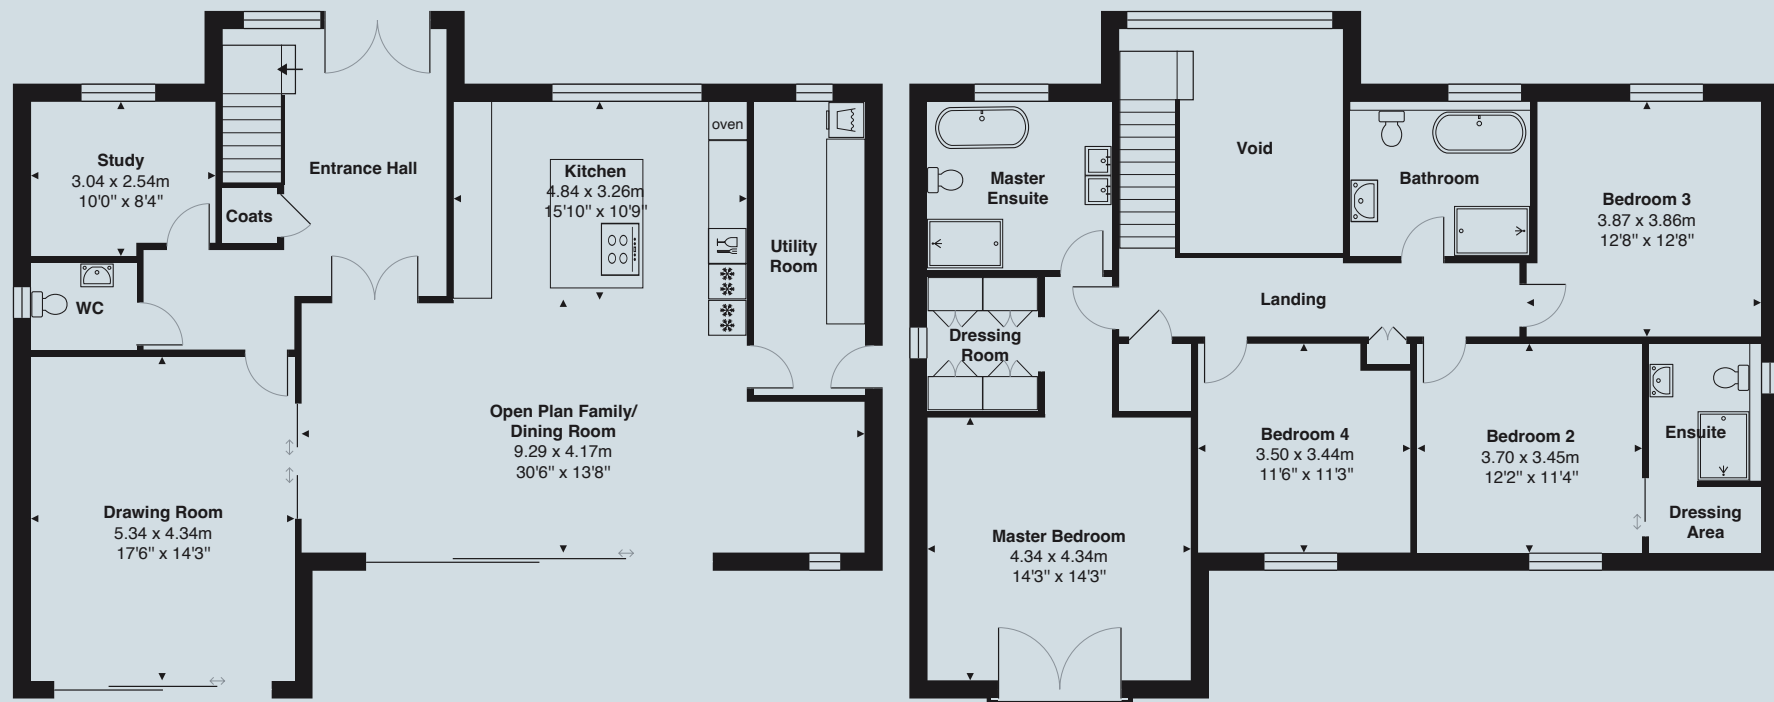 Study
3.04 x 2.54m
10'0" x 8'4"
Coats
Entrance Hall
WC
Kitchen
4.84 x 3.26m
15'10" x 10'9"
oven
Utility
Room
Open Plan Family/
Dining Room
9.29 x 4.17m
30'6" x 13'8"
Drawing Room
5.34 x 4.34m
17'6" x 14'3"
Master
Ensuite
Void
Bathroom
Bedroom 3
3.87 x 3.86m
12'8" x 12'8"
Landing
Dressing
Room
Master Bedroom
4.34 x 4.34m
14'3" x 14'3"
Bedroom 4
3.50 x 3.44m
11'6" x 11'3"
Bedroom 2
3.70 x 3.45m
12'2" x 11'4"
Ensuite
Dressing
Area